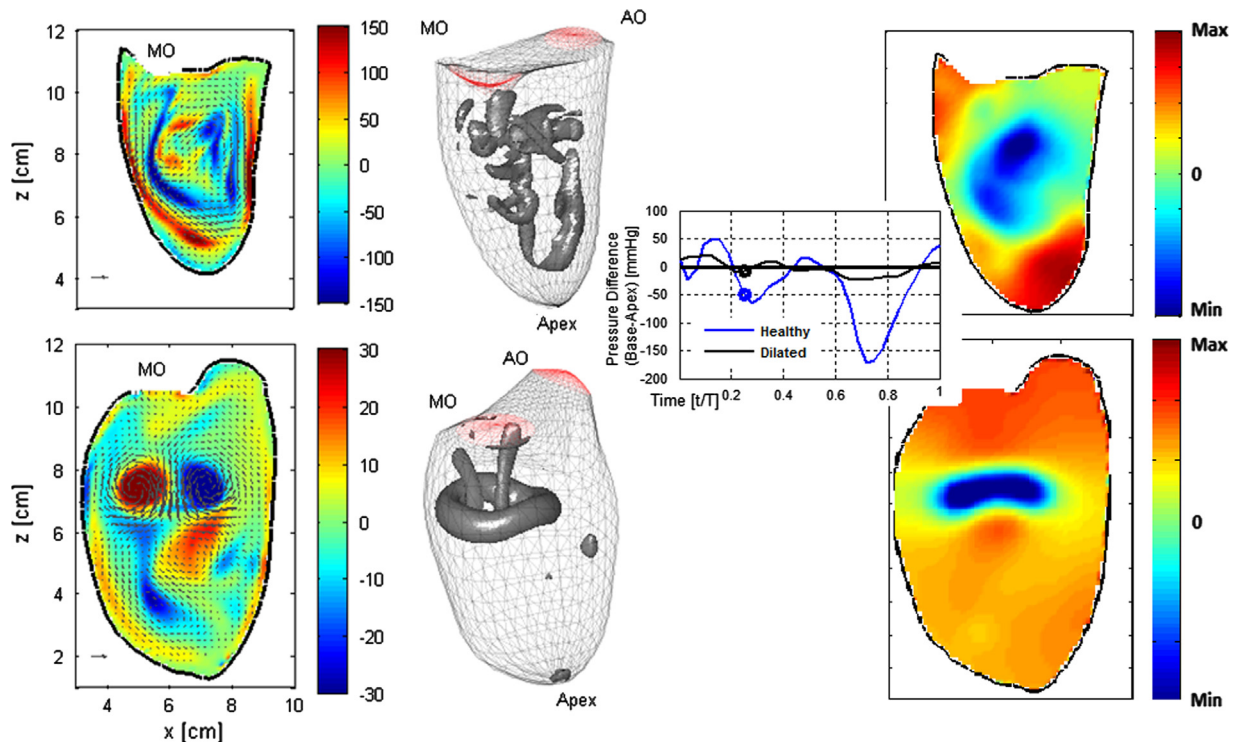 12
MO
10
8
6
4
z [cm]
150
100
50
0
-50
-100
-150
MO
AO
Apex
Max
0
Min
100
50
0
-50
-100
-150
-200
Pressure Difference
(Base-Apex) [mmHg]
Healthy
Dilated
Time [t/T]
0.2
0.4
0.6
0.8
1
12
MO
10
8
6
4
2
z [cm]
4
6
8
10
x [cm]
30
20
10
0
-10
-20
-30
AO
MO
Apex
Max
0
Min